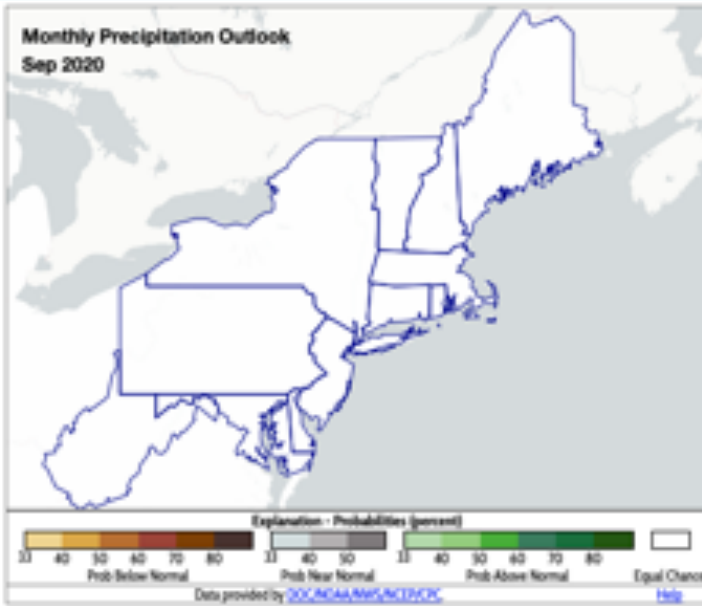 Monthly Precipitation Outlook
Sep 2020
Explanation - Probabilities (percent)
33 40 50 60 70 80 33 40 50 33 40 50 60 70 80
Prob Below Normal Prob Near Normal Prob Above Normal Equal Chance
Data provided by DOC/NOAA/NWS/NCEP/CPC Help